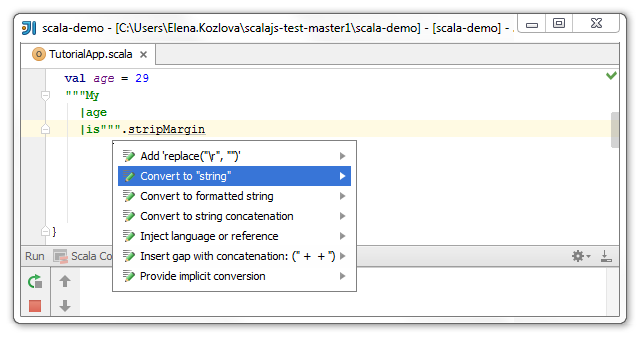 scala-demo - [C:\Users\Elena.Kozlova\scalajs-test-master1\scala-demo] - [scala-demo] - .
TutorialApp.scala
val age = 29
"""My
|age
|is""".stripMargin
Add 'replace("\r", "")'
Convert to "string"
Convert to formatted string
Convert to string concatenation
Inject language or reference
Insert gap with concatenation: (" + + ")
Provide implicit conversion
}
Run Scala Co